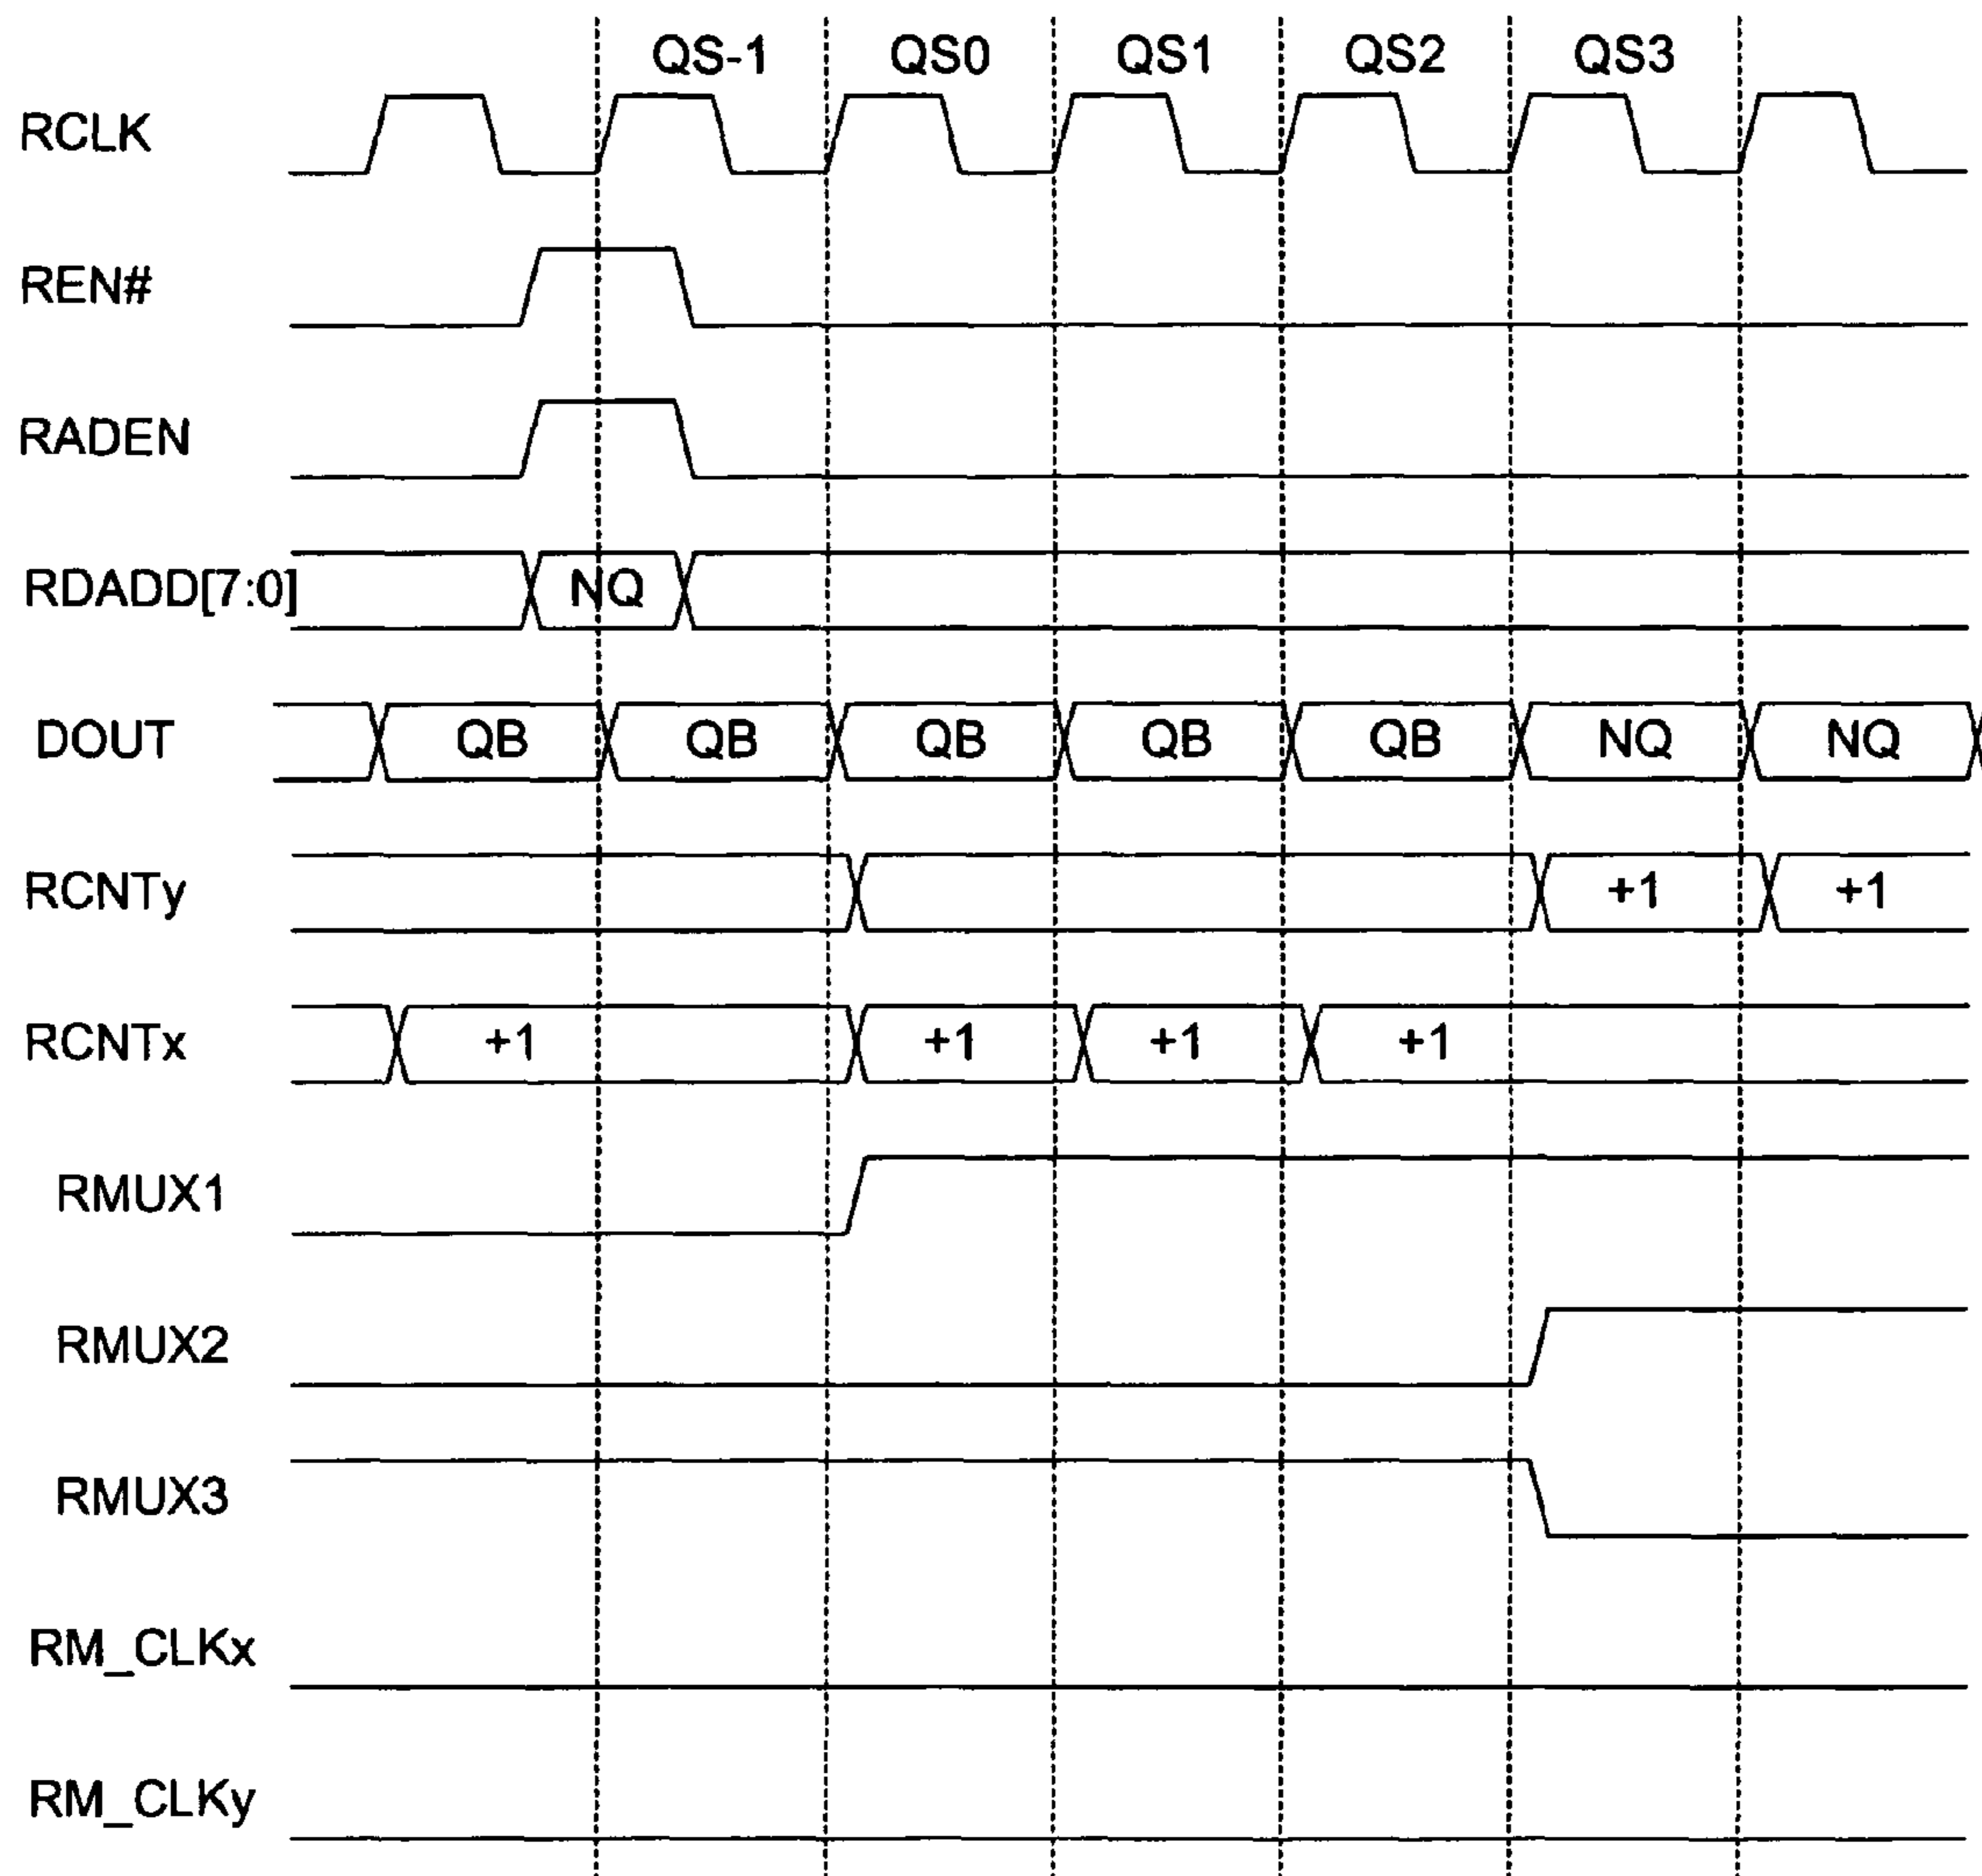 QS-1 QS0 QS1 QS2 QS3
RCLK
REN#
RADEN
RDADD[7:0] NQ
DOUT QB QB QB QB QB NQ NQ
RCNTy +1 +1
RCNTx +1 +1 +1 +1
RMUX1
RMUX2
RMUX3
RM_CLKx
RM_CLKy